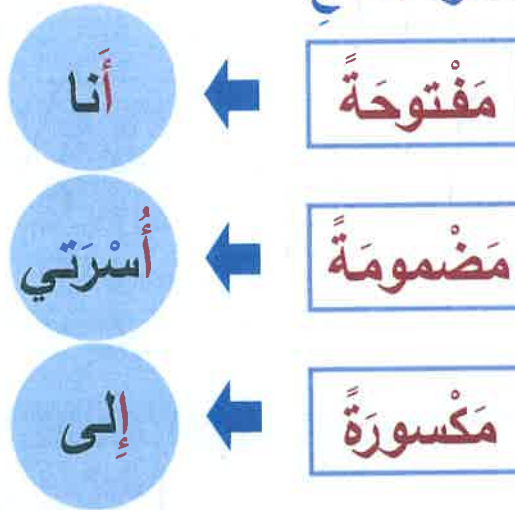 مَفْتوحَةً أَنا
مَضْمومَةً أُسْرَتي
مَكْسورَةً إِلى